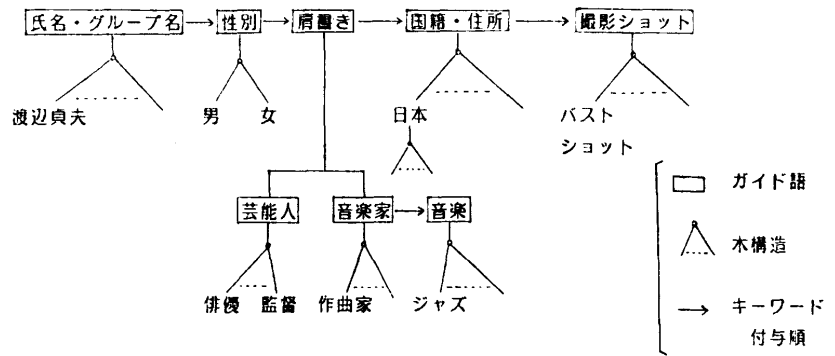 氏名・グループ名 性別 肩書き 国籍・住所 撮影ショット
渡辺貞夫 男 女 日本 バスト
ショット
芸能人 音楽家 音楽
俳優 監督 作曲家 ジャズ
ガイド語
木構造
キーワード
付与順